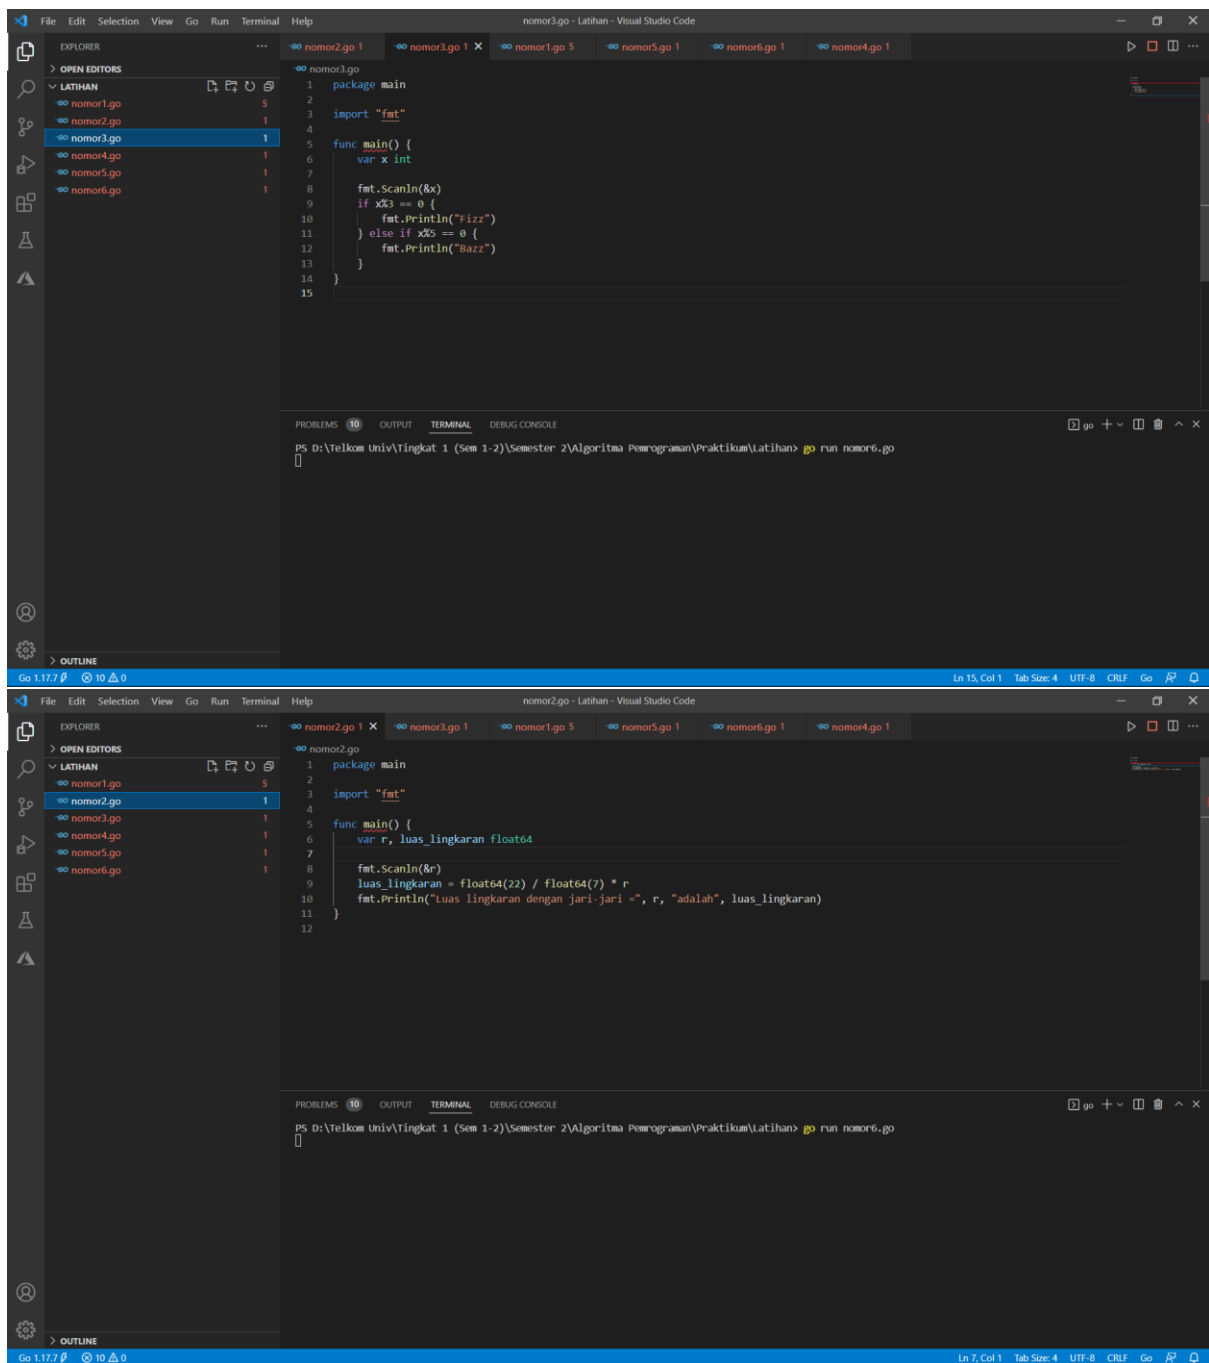 File Edit Selection View Go Run Terminal Help nomor3.go - Latihan - Visual Studio Code
EXPLORER ... nomor2.go 1 nomor3.go 1 nomor1.go 5 nomor5.go 1 nomor6.go 1 nomor4.go 1
OPEN EDITORS nomor3.go
LATIHAN 1 package main
nomor1.go 5 2
nomor2.go 1 3 import "fmt"
nomor3.go 1 4
nomor4.go 1 5 func main() {
nomor5.go 1 6 var x int
nomor6.go 1 7
8 fmt.Scanln(&x)
9 if x%3 == 0 {
10 fmt.Println("Fizz")
11 } else if x%5 == 0 {
12 fmt.Println("Bazz")
13 }
14 }
15
PROBLEMS 10 OUTPUT TERMINAL DEBUG CONSOLE go
PS D:\Telkom Univ\Tingkat 1 (Sem 1-2)\Semester 2\Algoritma Pemrograman\Praktikum\Latihan> go run nomor6.go
OUTLINE
Go 1.17.7 10 0 Ln 15, Col 1 Tab Size: 4 UTF-8 CRLF Go
File Edit Selection View Go Run Terminal Help nomor2.go - Latihan - Visual Studio Code
EXPLORER ... nomor2.go 1 nomor3.go 1 nomor1.go 5 nomor5.go 1 nomor6.go 1 nomor4.go 1
OPEN EDITORS nomor2.go
LATIHAN 1 package main
nomor1.go 5 2
nomor2.go 1 3 import "fmt"
nomor3.go 1 4
nomor4.go 1 5 func main() {
nomor5.go 1 6 var r, luas_lingkaran float64
nomor6.go 1 7
8 fmt.Scanln(&r)
9 luas_lingkaran = float64(22) / float64(7) * r
10 fmt.Println("Luas lingkaran dengan jari-jari =", r, "adalah", luas_lingkaran)
11 }
12
PROBLEMS 10 OUTPUT TERMINAL DEBUG CONSOLE go
PS D:\Telkom Univ\Tingkat 1 (Sem 1-2)\Semester 2\Algoritma Pemrograman\Praktikum\Latihan> go run nomor6.go
OUTLINE
Go 1.17.7 10 0 Ln 7, Col 1 Tab Size: 4 UTF-8 CRLF Go